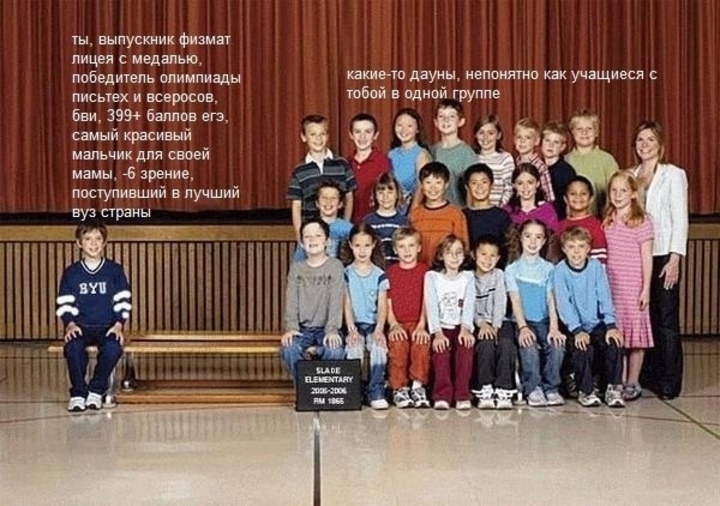 ты, выпускник физмат
лицея с медалью,
победитель олимпиады
письтех и всеросов,
бви, 399+ баллов егэ,
самый красивый
мальчик для своей
мамы, -6 зрение,
поступивший в лучший
вуз страны
какие-то дауны, непонятно как учащиеся с
тобой в одной группе
BYU
SLADE
ELEMENTARY
2005-2006
RM 1865